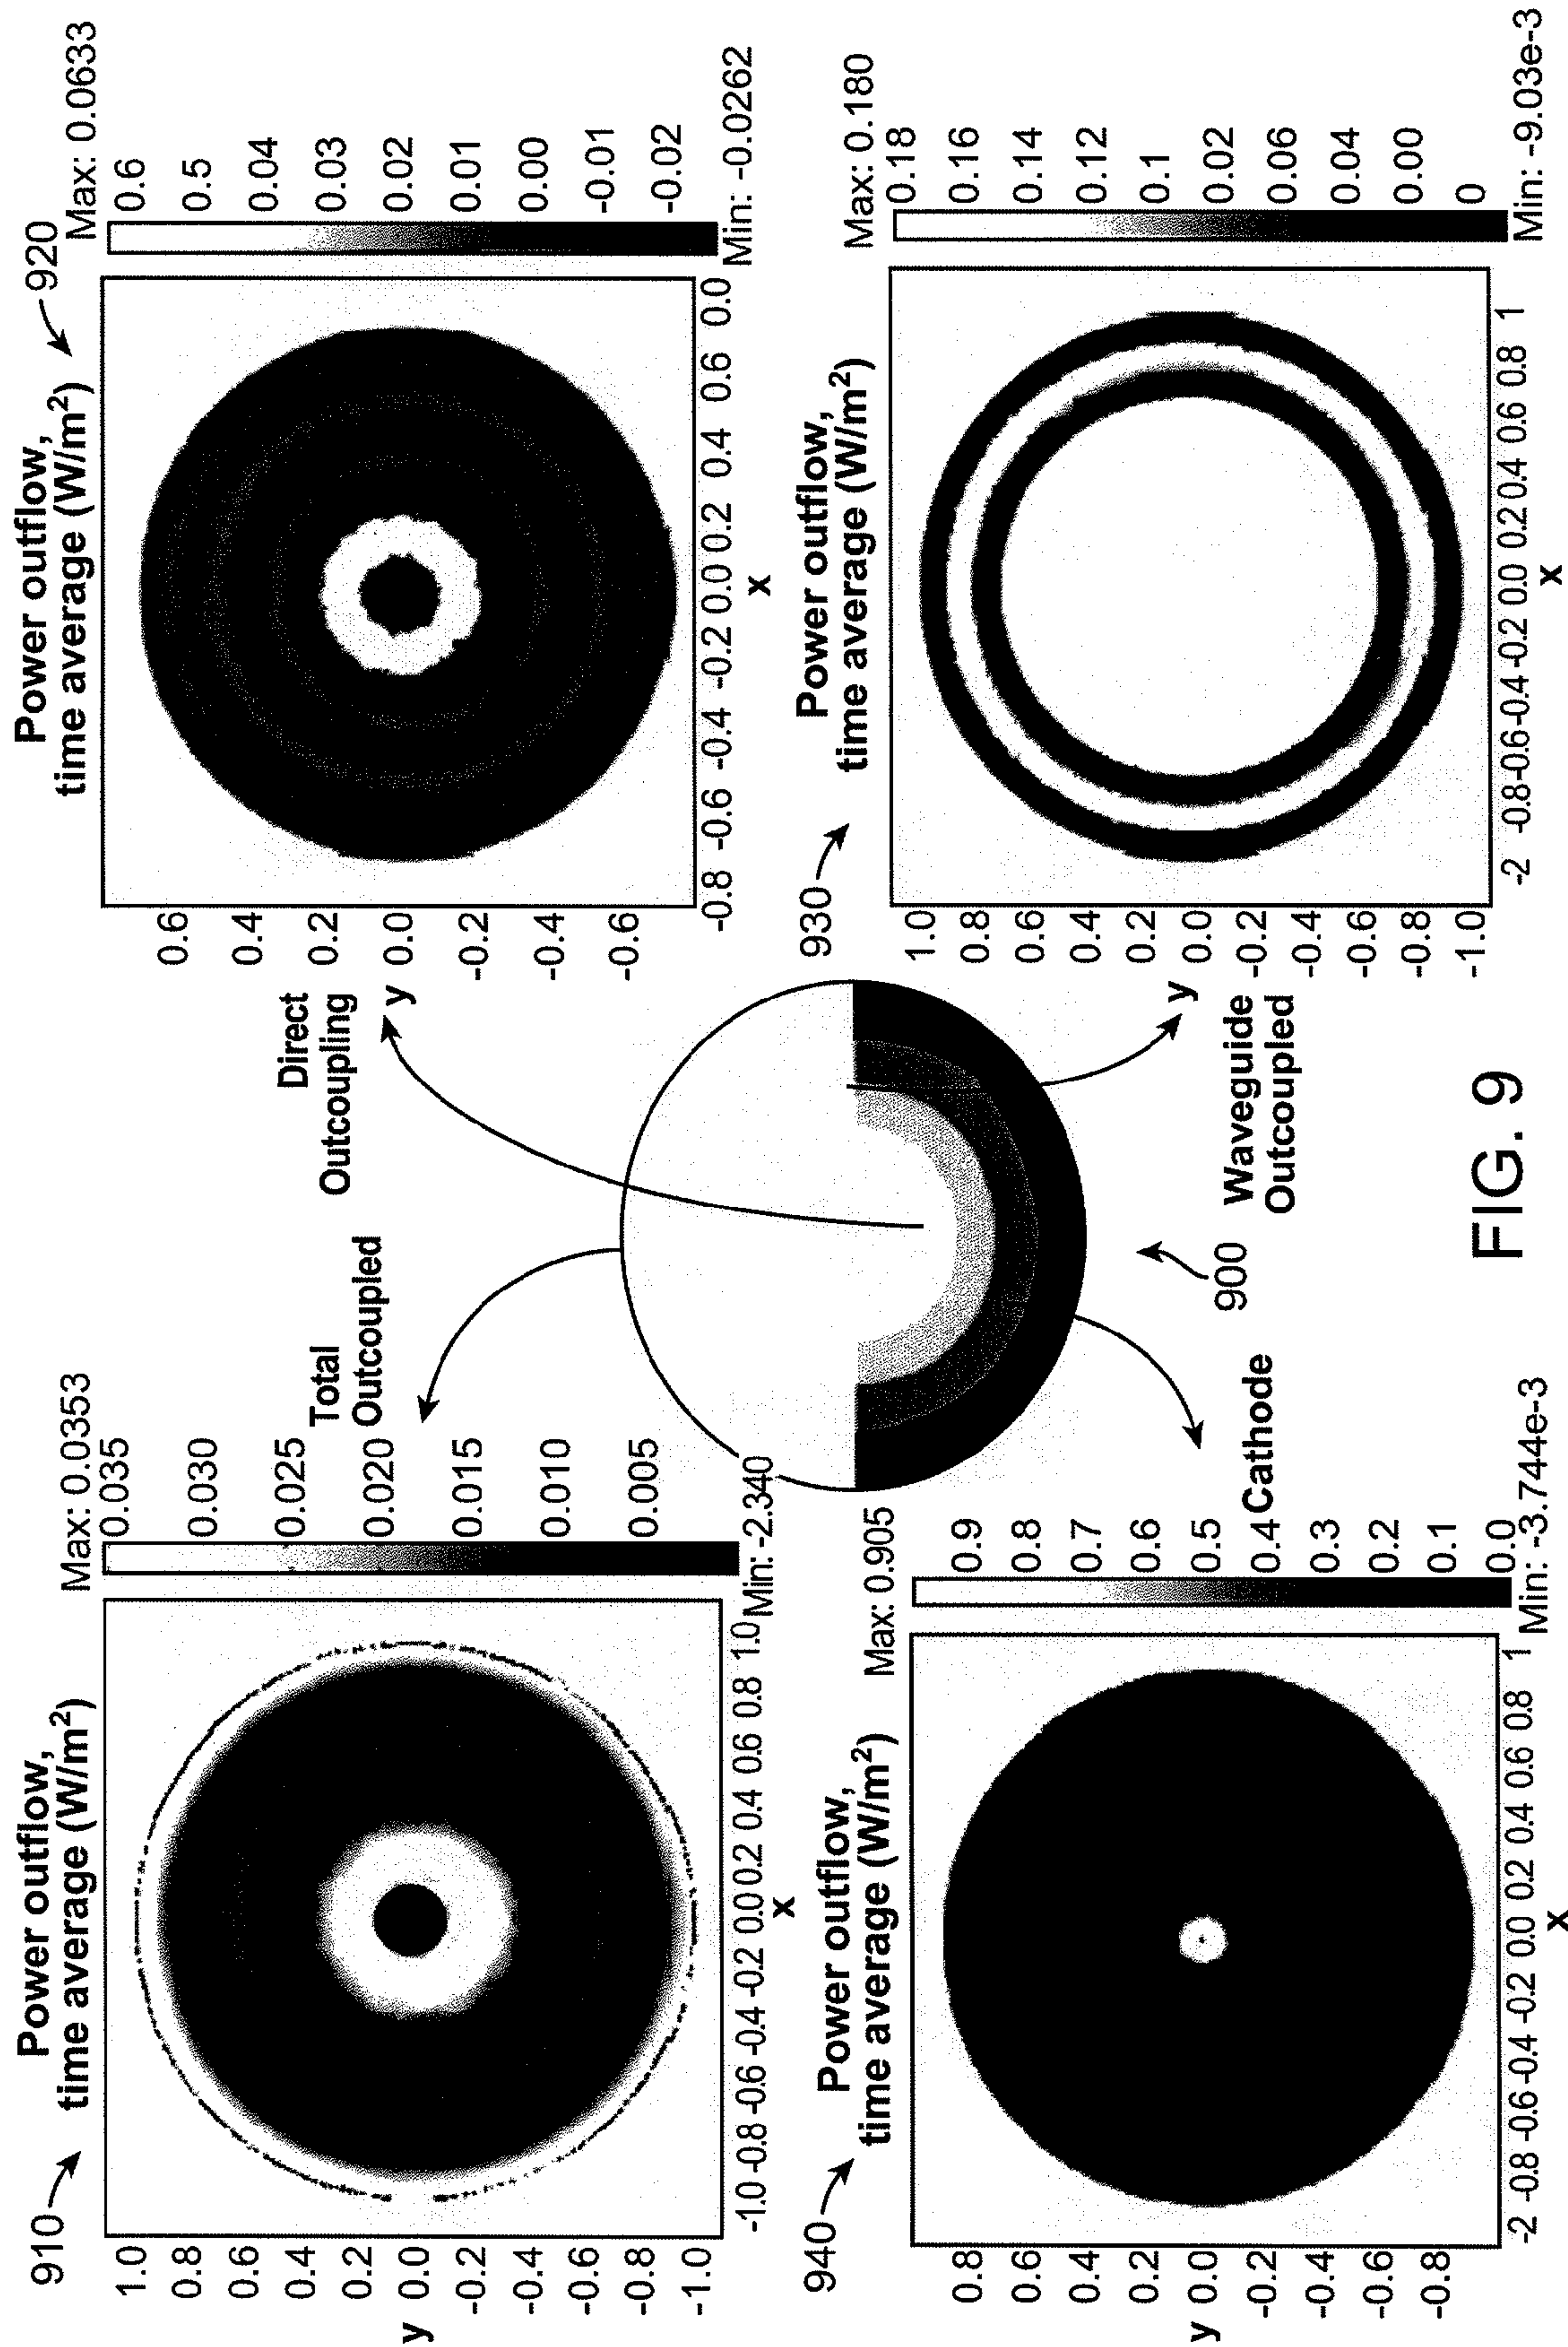 910
Power outflow,
time average (W/m²)
Max: 0.0353
0.035
0.030
0.025
0.020
0.015
0.010
0.005
Min: -2.340
1.0
0.8
0.6
0.4
0.2
y 0.0
-0.2
-0.4
-0.6
-0.8
-1.0
-1.0 -0.8 -0.6 -0.4 -0.2 0.0 0.2 0.4 0.6 0.8 1.0
x
Total
Outcoupled
Direct
Outcoupling
Power outflow,
time average (W/m²)
920
Max: 0.0633
0.6
0.5
0.04
0.03
0.02
0.01
0.00
-0.01
-0.02
Min: -0.0262
0.6
0.4
0.2
y 0.0
-0.2
-0.4
-0.6
-0.8 -0.6 -0.4 -0.2 0.0 0.2 0.4 0.6 0.0
x
940
Power outflow,
time average (W/m²)
Max: 0.905
0.9
0.8
0.7
0.6
0.5
0.4
0.3
0.2
0.1
0.0
Min: -3.744e-3
0.8
0.6
0.4
0.2
y 0.0
-0.2
-0.4
-0.6
-0.8
-2 -0.8 -0.6 -0.4 -0.2 0.0 0.2 0.4 0.6 0.8 1
x
Cathode
900
Waveguide
Outcoupled
930
Power outflow,
time average (W/m²)
Max: 0.180
0.18
0.16
0.14
0.12
0.1
0.02
0.06
0.04
0.00
0
Min: -9.03e-3
1.0
0.8
0.6
0.4
0.2
y 0.0
-0.2
-0.4
-0.6
-0.8
-1.0
-2 -0.8 -0.6 -0.4 -0.2 0.0 0.2 0.4 0.6 0.8 1
x
FIG. 9